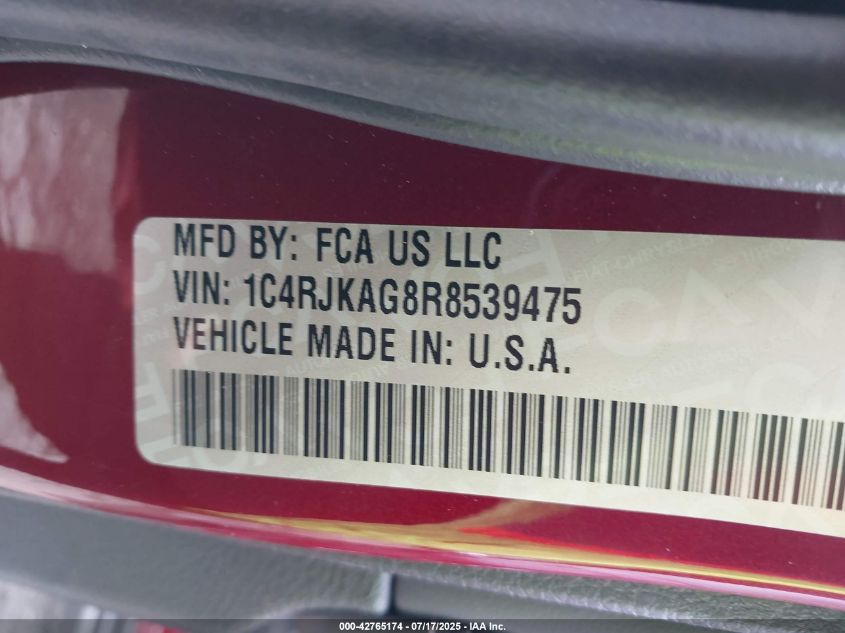 MFD BY: FCA US LLC
VIN: 1C4RJKAG8R8539475
VEHICLE MADE IN: U.S.A.
000-42765174 / 07/17/2025 - IAA Inc.